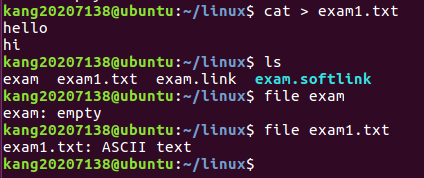 kang20207138@ubuntu:~/linux$ cat > exam1.txt
hello
hi
kang20207138@ubuntu:~/linux$ ls
exam  exam1.txt  exam.link  exam.softlink
kang20207138@ubuntu:~/linux$ file exam
exam: empty
kang20207138@ubuntu:~/linux$ file exam1.txt
exam1.txt: ASCII text
kang20207138@ubuntu:~/linux$